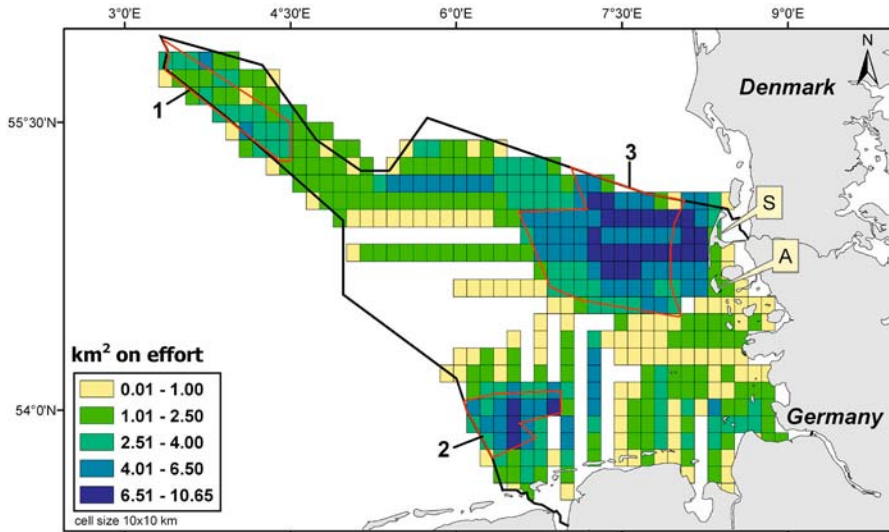 3°0'E 4°30'E 6°0'E 7°30'E 9°0'E
N
Denmark
55°30'N
1
3
S
A
km² on effort
0.01 - 1.00
1.01 - 2.50
2.51 - 4.00
4.01 - 6.50
6.51 - 10.65
cell size 10x10 km
54°0'N
2
Germany